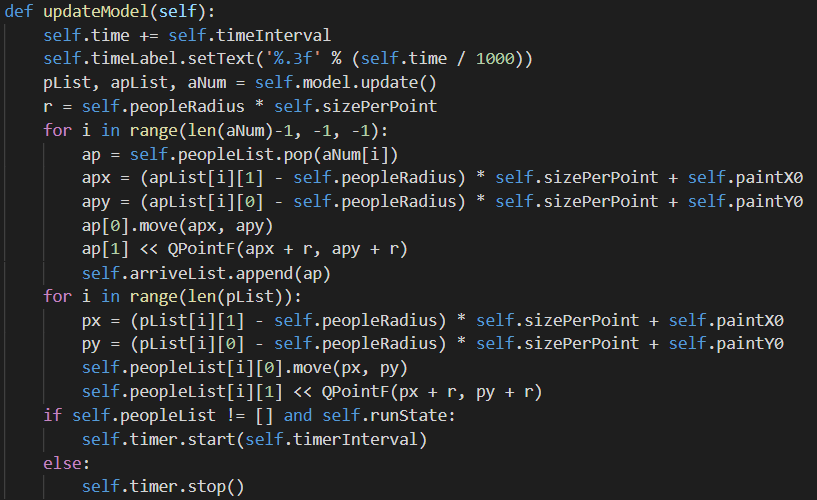 def updateModel(self):
    self.time += self.timeInterval
    self.timeLabel.setText('%.3f' % (self.time / 1000))
    pList, apList, aNum = self.model.update()
    r = self.peopleRadius * self.sizePerPoint
    for i in range(len(aNum)-1, -1, -1):
        ap = self.peopleList.pop(aNum[i])
        apx = (apList[i][1] - self.peopleRadius) * self.sizePerPoint + self.paintX0
        apy = (apList[i][0] - self.peopleRadius) * self.sizePerPoint + self.paintY0
        ap[0].move(apx, apy)
        ap[1] << QPointF(apx + r, apy + r)
        self.arriveList.append(ap)
    for i in range(len(pList)):
        px = (pList[i][1] - self.peopleRadius) * self.sizePerPoint + self.paintX0
        py = (pList[i][0] - self.peopleRadius) * self.sizePerPoint + self.paintY0
        self.peopleList[i][0].move(px, py)
        self.peopleList[i][1] << QPointF(px + r, py + r)
    if self.peopleList != [] and self.runState:
        self.timer.start(self.timerInterval)
    else:
        self.timer.stop()